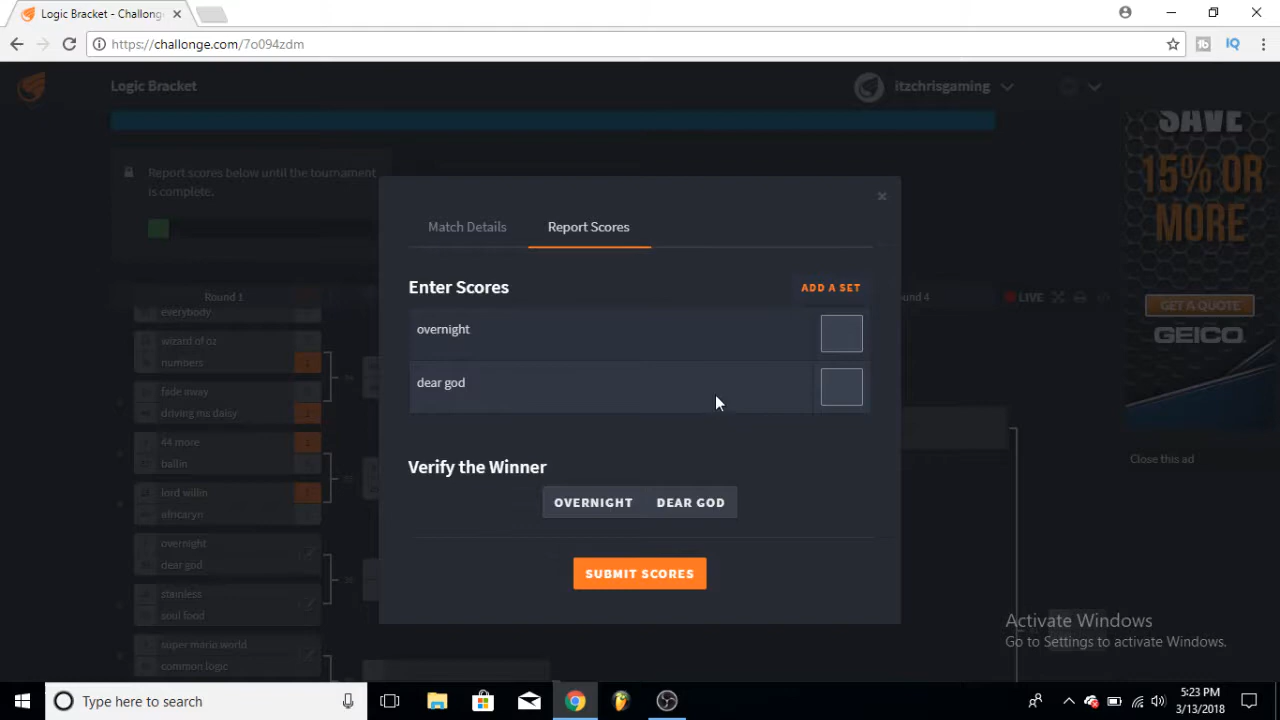 Logic Bracket - Challong
https://challonge.com/7o094zdm
Logic Bracket
itzchrisgaming
Report scores below until the tournament
is complete.
Match Details
Report Scores
Enter Scores
ADD A SET
overnight
dear god
Verify the Winner
OVERNIGHT
DEAR GOD
SUBMIT SCORES
Round 1
ound 4
LIVE
everybody
wizard of oz
numbers
fade away
driving ms daisy
44 more
ballin
lord willin
africaryn
overnight
dear god
stainless
soul food
super mario world
common logic
SAVE
15% OR
MORE
GET A QUOTE
GEICO
Close this ad
Activate Windows
Go to Settings to activate Windows.
Type here to search
5:23 PM
3/13/2018